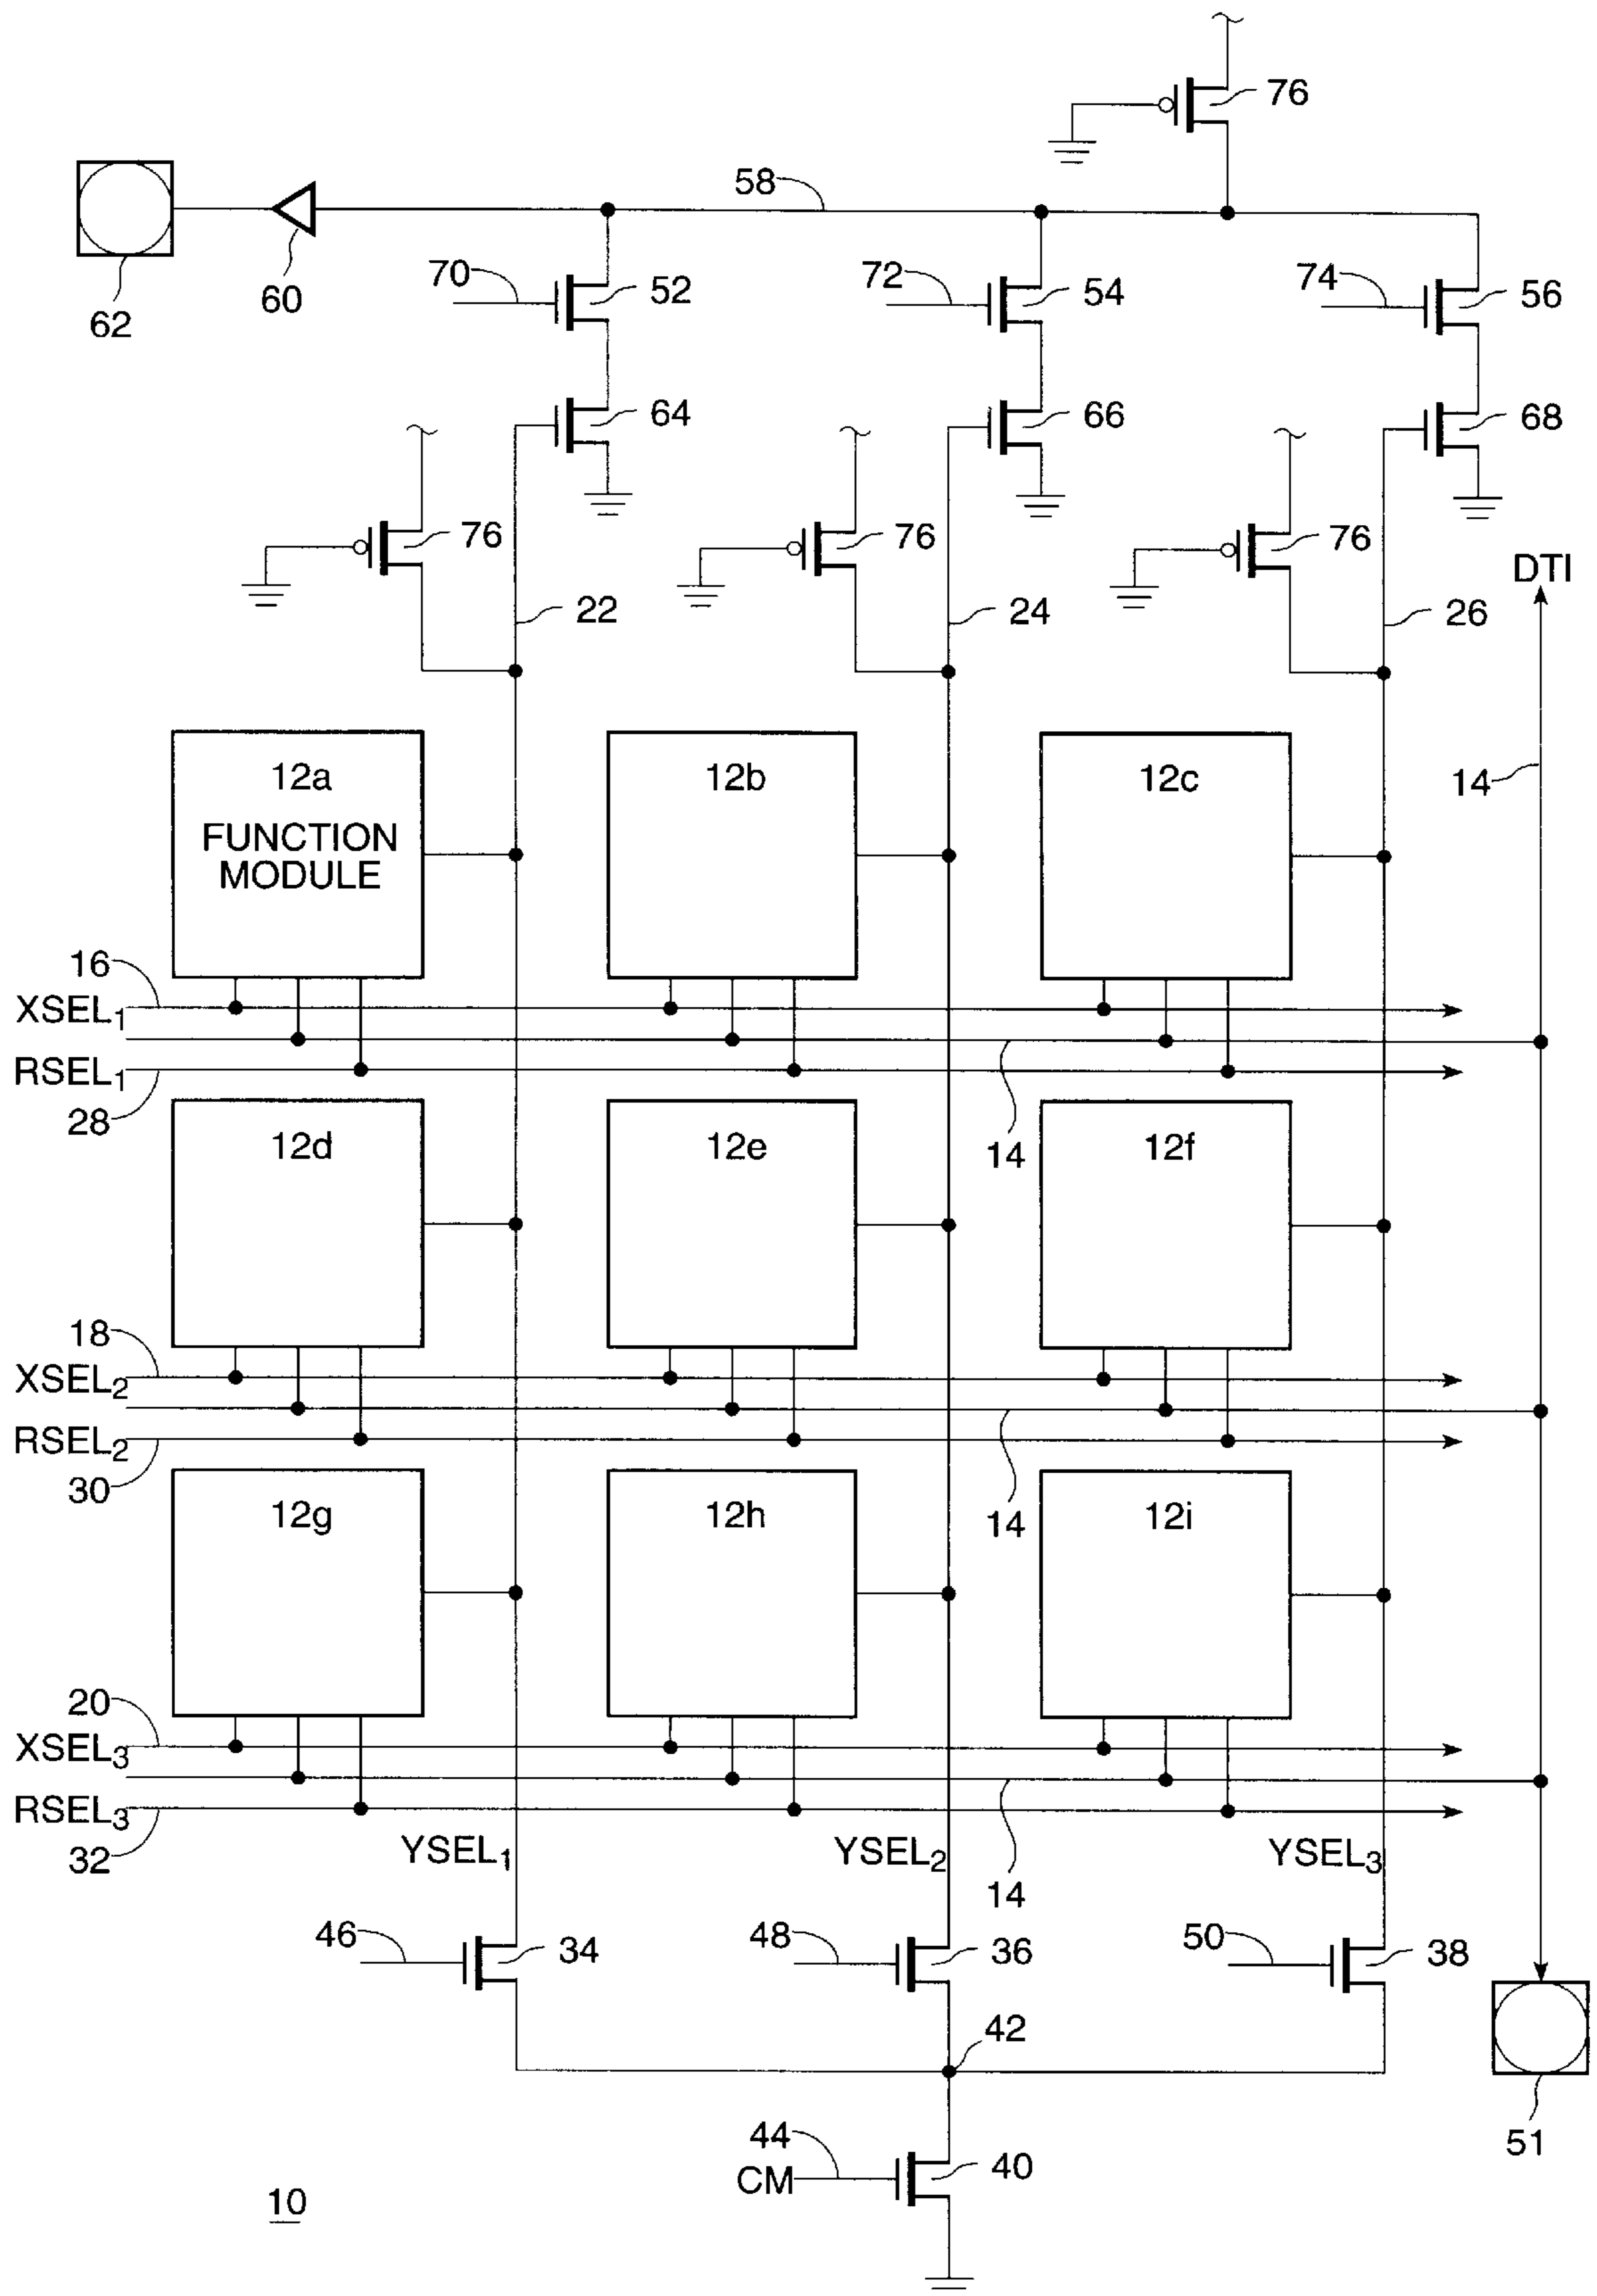 76
58
70
52
72
54
74
56
60
62
64
66
68
76
76
76
DTI
22
24
26
12a
FUNCTION
MODULE
12b
12c
14
16
XSEL1
RSEL1
28
14
12d
12e
12f
18
XSEL2
RSEL2
30
14
12g
12h
12i
20
XSEL3
RSEL3
32
YSEL1
YSEL2
YSEL3
14
46
34
48
36
50
38
42
51
44
CM
40
10